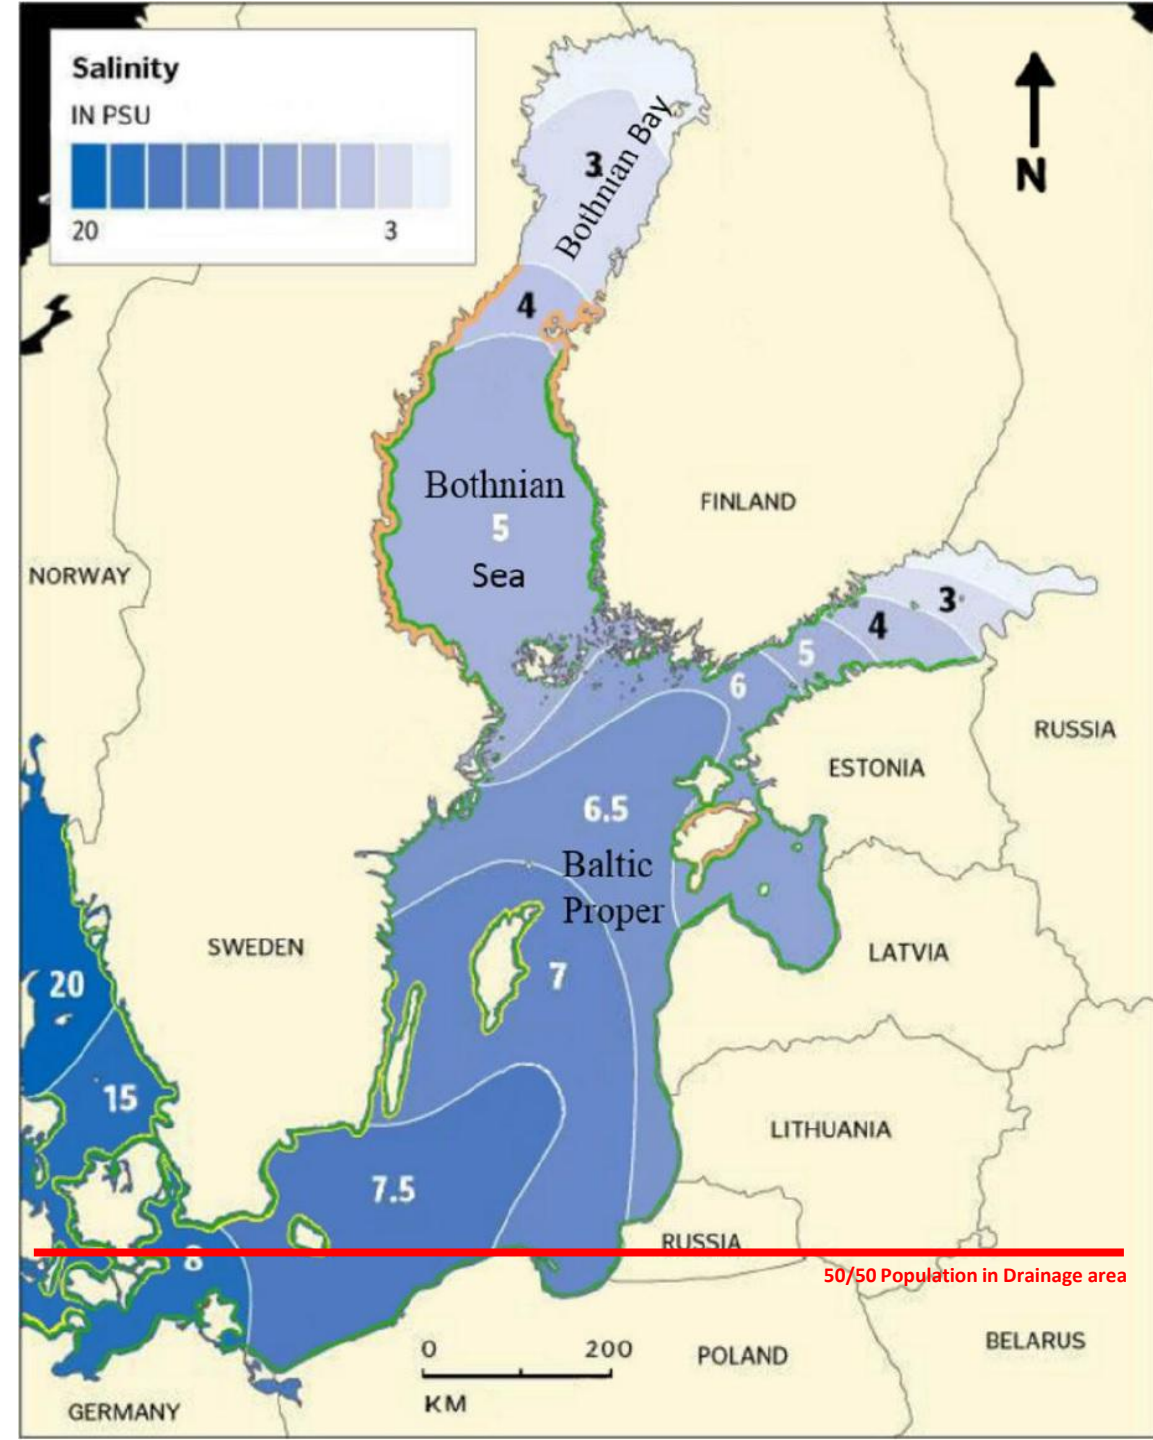 Salinity
IN PSU
20
3
N
3
Bothnian Bay
4
Bothnian
5
Sea
FINLAND
NORWAY
3
4
5
6
RUSSIA
ESTONIA
6.5
Baltic
Proper
SWEDEN
LATVIA
7
20
15
LITHUANIA
7.5
RUSSIA
8
50/50 Population in Drainage area
BELARUS
0 200
KM
POLAND
GERMANY